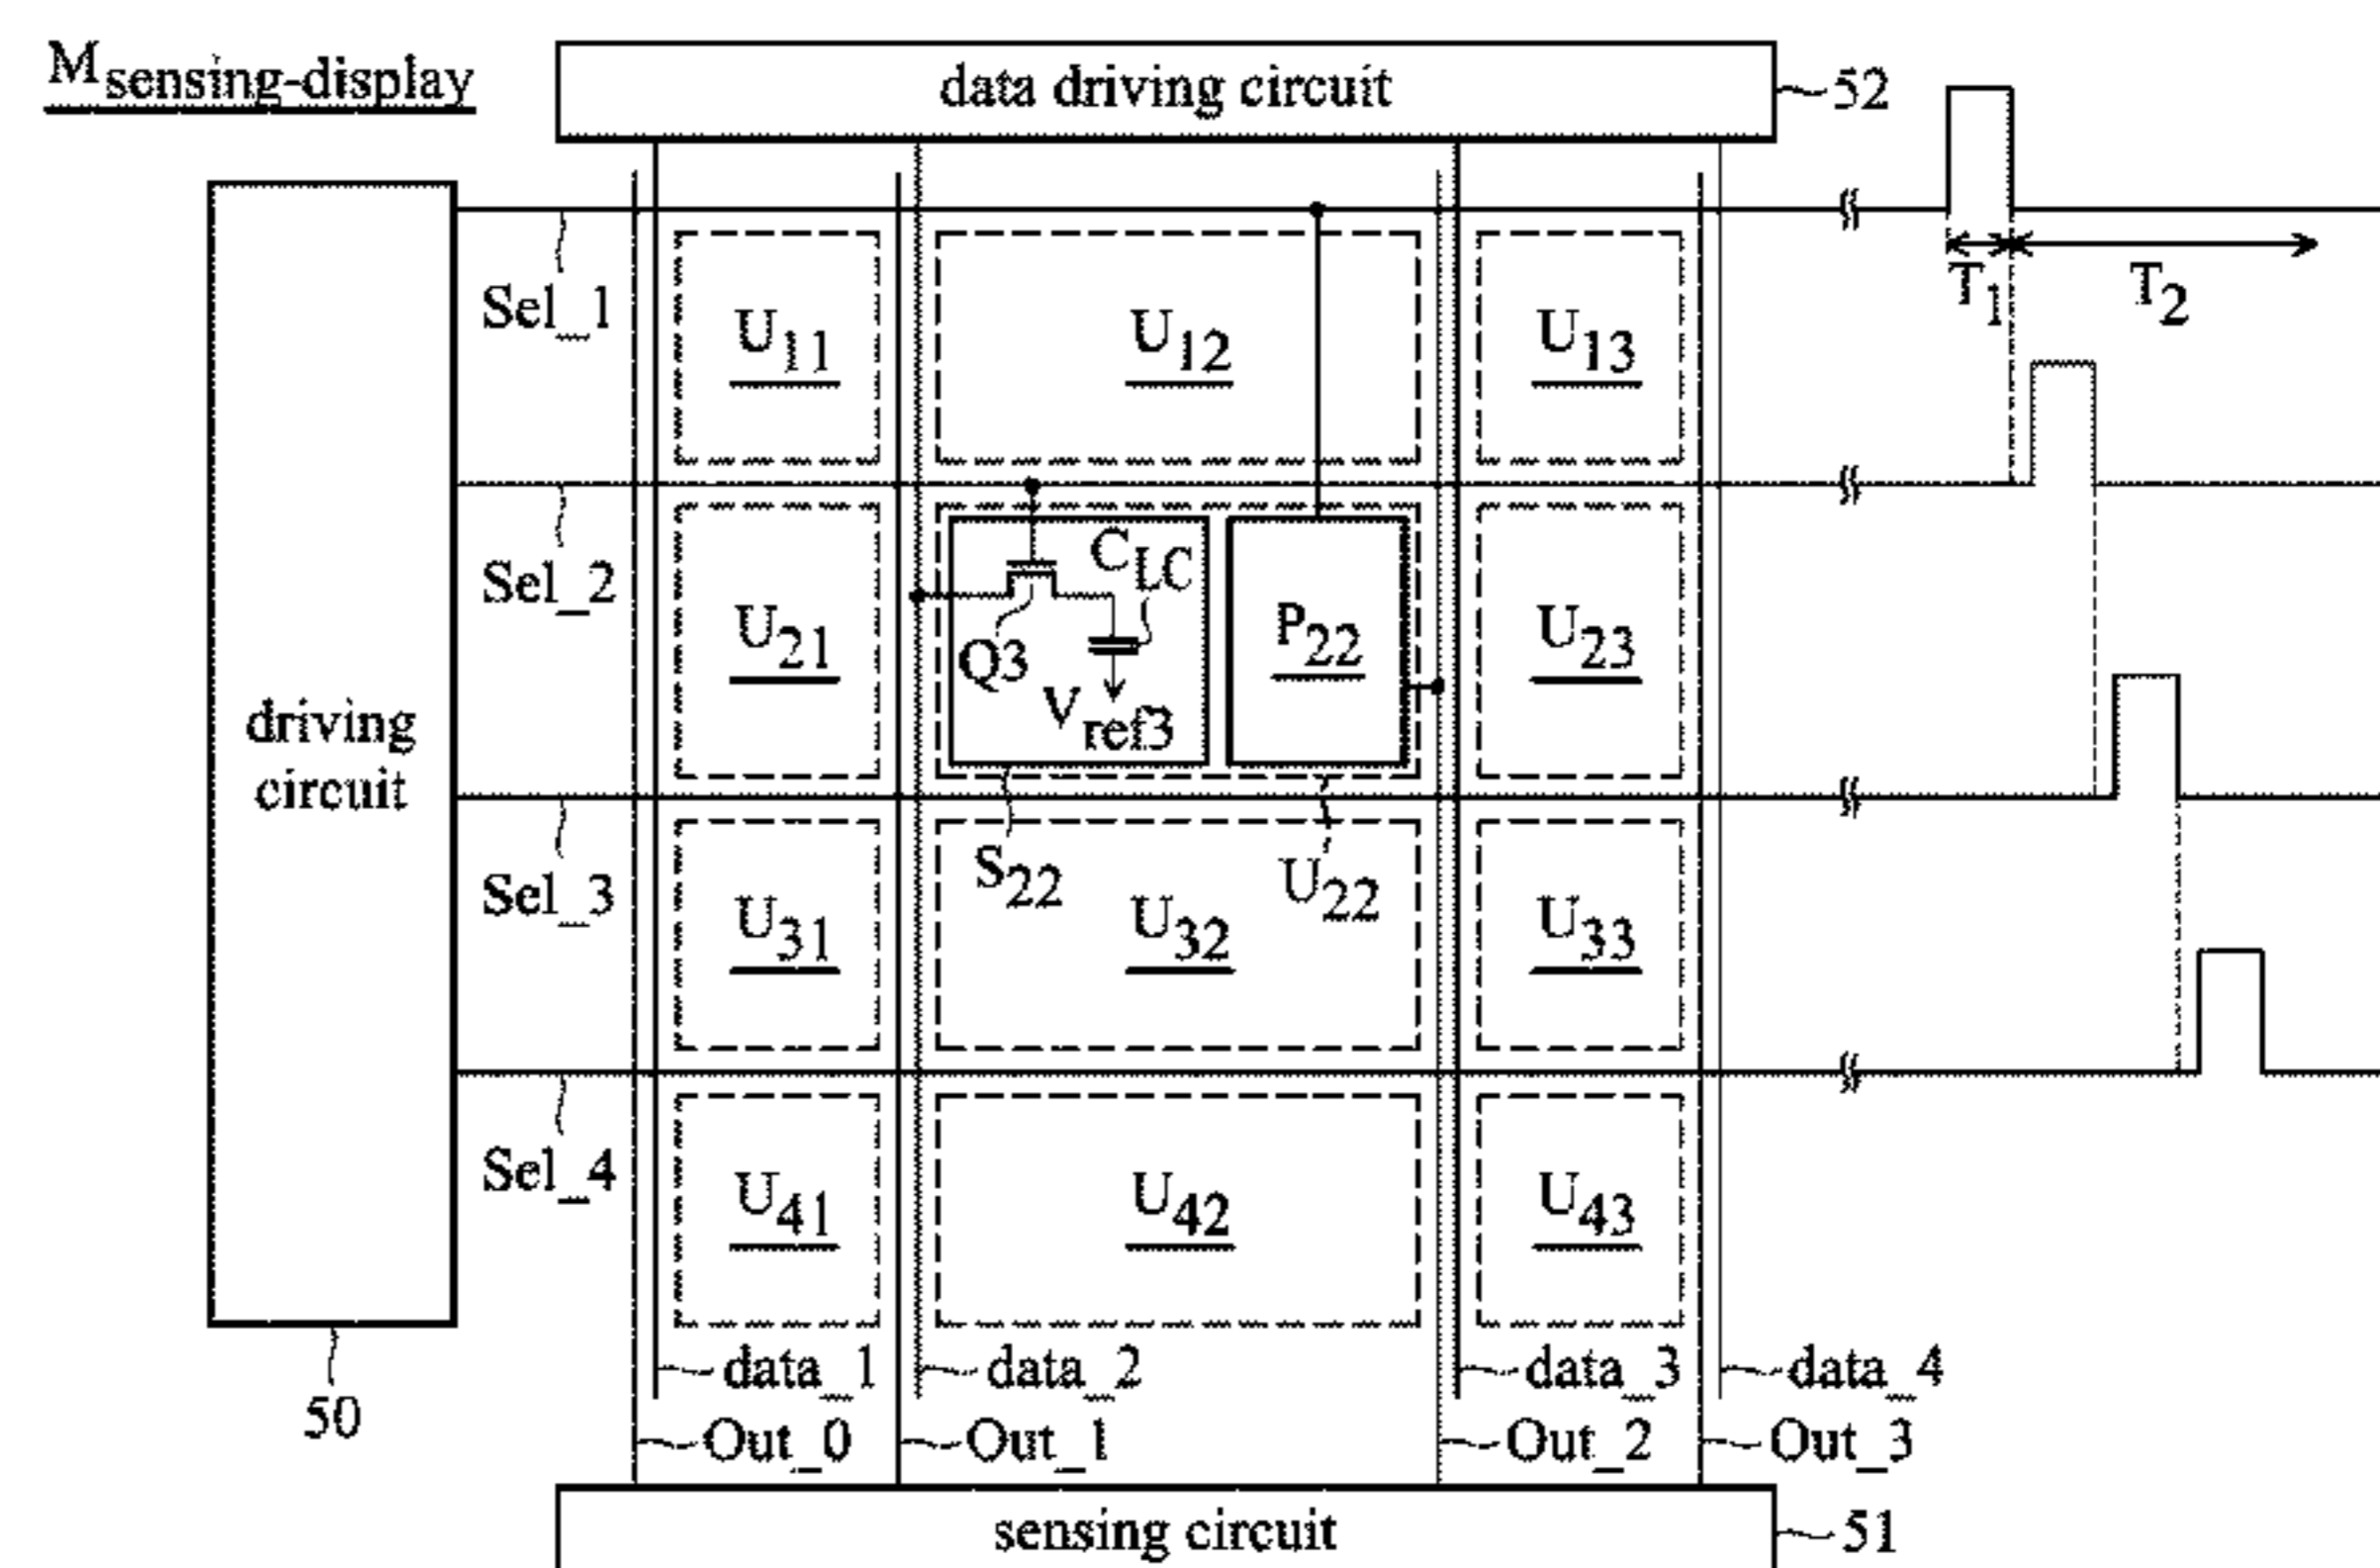 M sensing-display
data driving circuit
52
T1
T2
Sel_1
U11
U12
U13
Sel_2
U21
CLC
Q3
Vref3
P22
U23
driving
circuit
S22
U22
Sel_3
U31
U32
U33
Sel_4
U41
U42
U43
data_1
data_2
data_3
data_4
50
Out_0
Out_1
Out_2
Out_3
sensing circuit
51